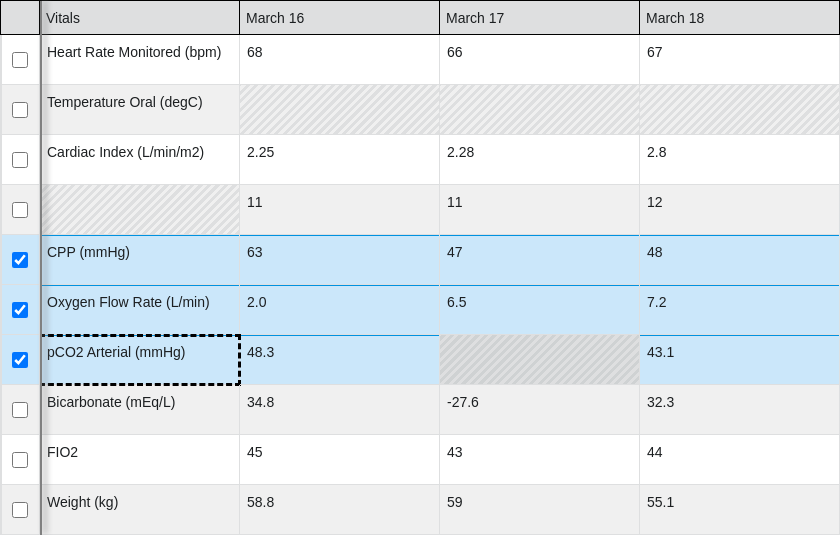 Vitals March 16 March 17 March 18
Heart Rate Monitored (bpm) 68 66 67
Temperature Oral (degC)
Cardiac Index (L/min/m2) 2.25 2.28 2.8
11 11 12
CPP (mmHg) 63 47 48
Oxygen Flow Rate (L/min) 2.0 6.5 7.2
pCO2 Arterial (mmHg) 48.3 43.1
Bicarbonate (mEq/L) 34.8 -27.6 32.3
FIO2 45 43 44
Weight (kg) 58.8 59 55.1